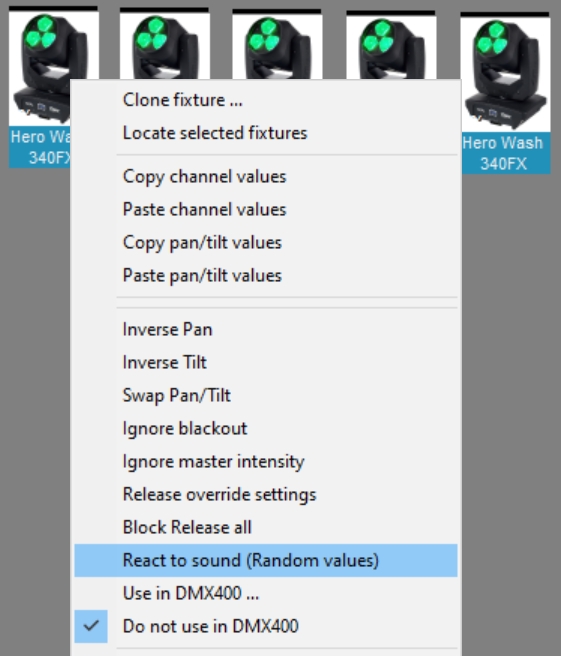 Hero Wa
340FX
Hero Wash
340FX
Clone fixture ...
Locate selected fixtures
Copy channel values
Paste channel values
Copy pan/tilt values
Paste pan/tilt values
Inverse Pan
Inverse Tilt
Swap Pan/Tilt
Ignore blackout
Ignore master intensity
Release override settings
Block Release all
React to sound (Random values)
Use in DMX400 ...
Do not use in DMX400